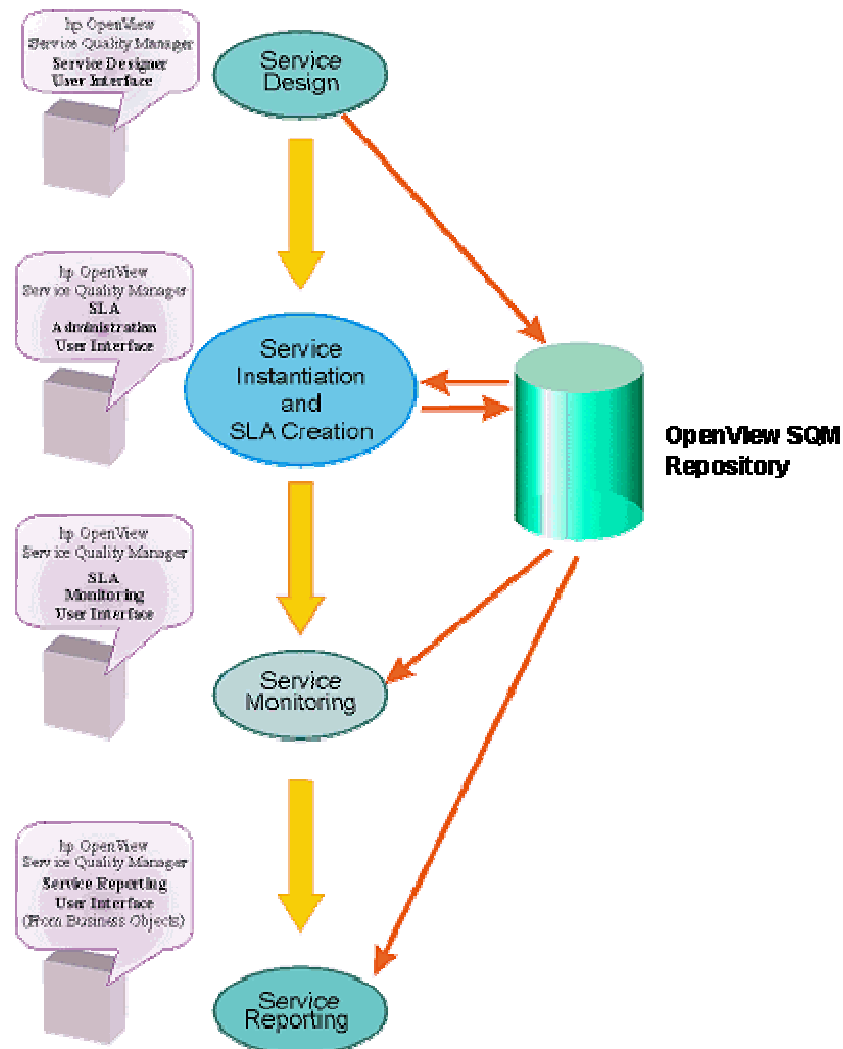 hp OpenView
Service Quality Manager
Service Designer
User Interface
Service
Design
hp OpenView
Service Quality Manager
SLA
Administration
User Interface
Service
Instantiation
and
SLA Creation
OpenView SQM
Repository
hp OpenView
Service Quality Manager
SLA
Monitoring
User Interface
Service
Monitoring
hp OpenView
Service Quality Manager
Service Reporting
User Interface
(From Business Objects)
Service
Reporting